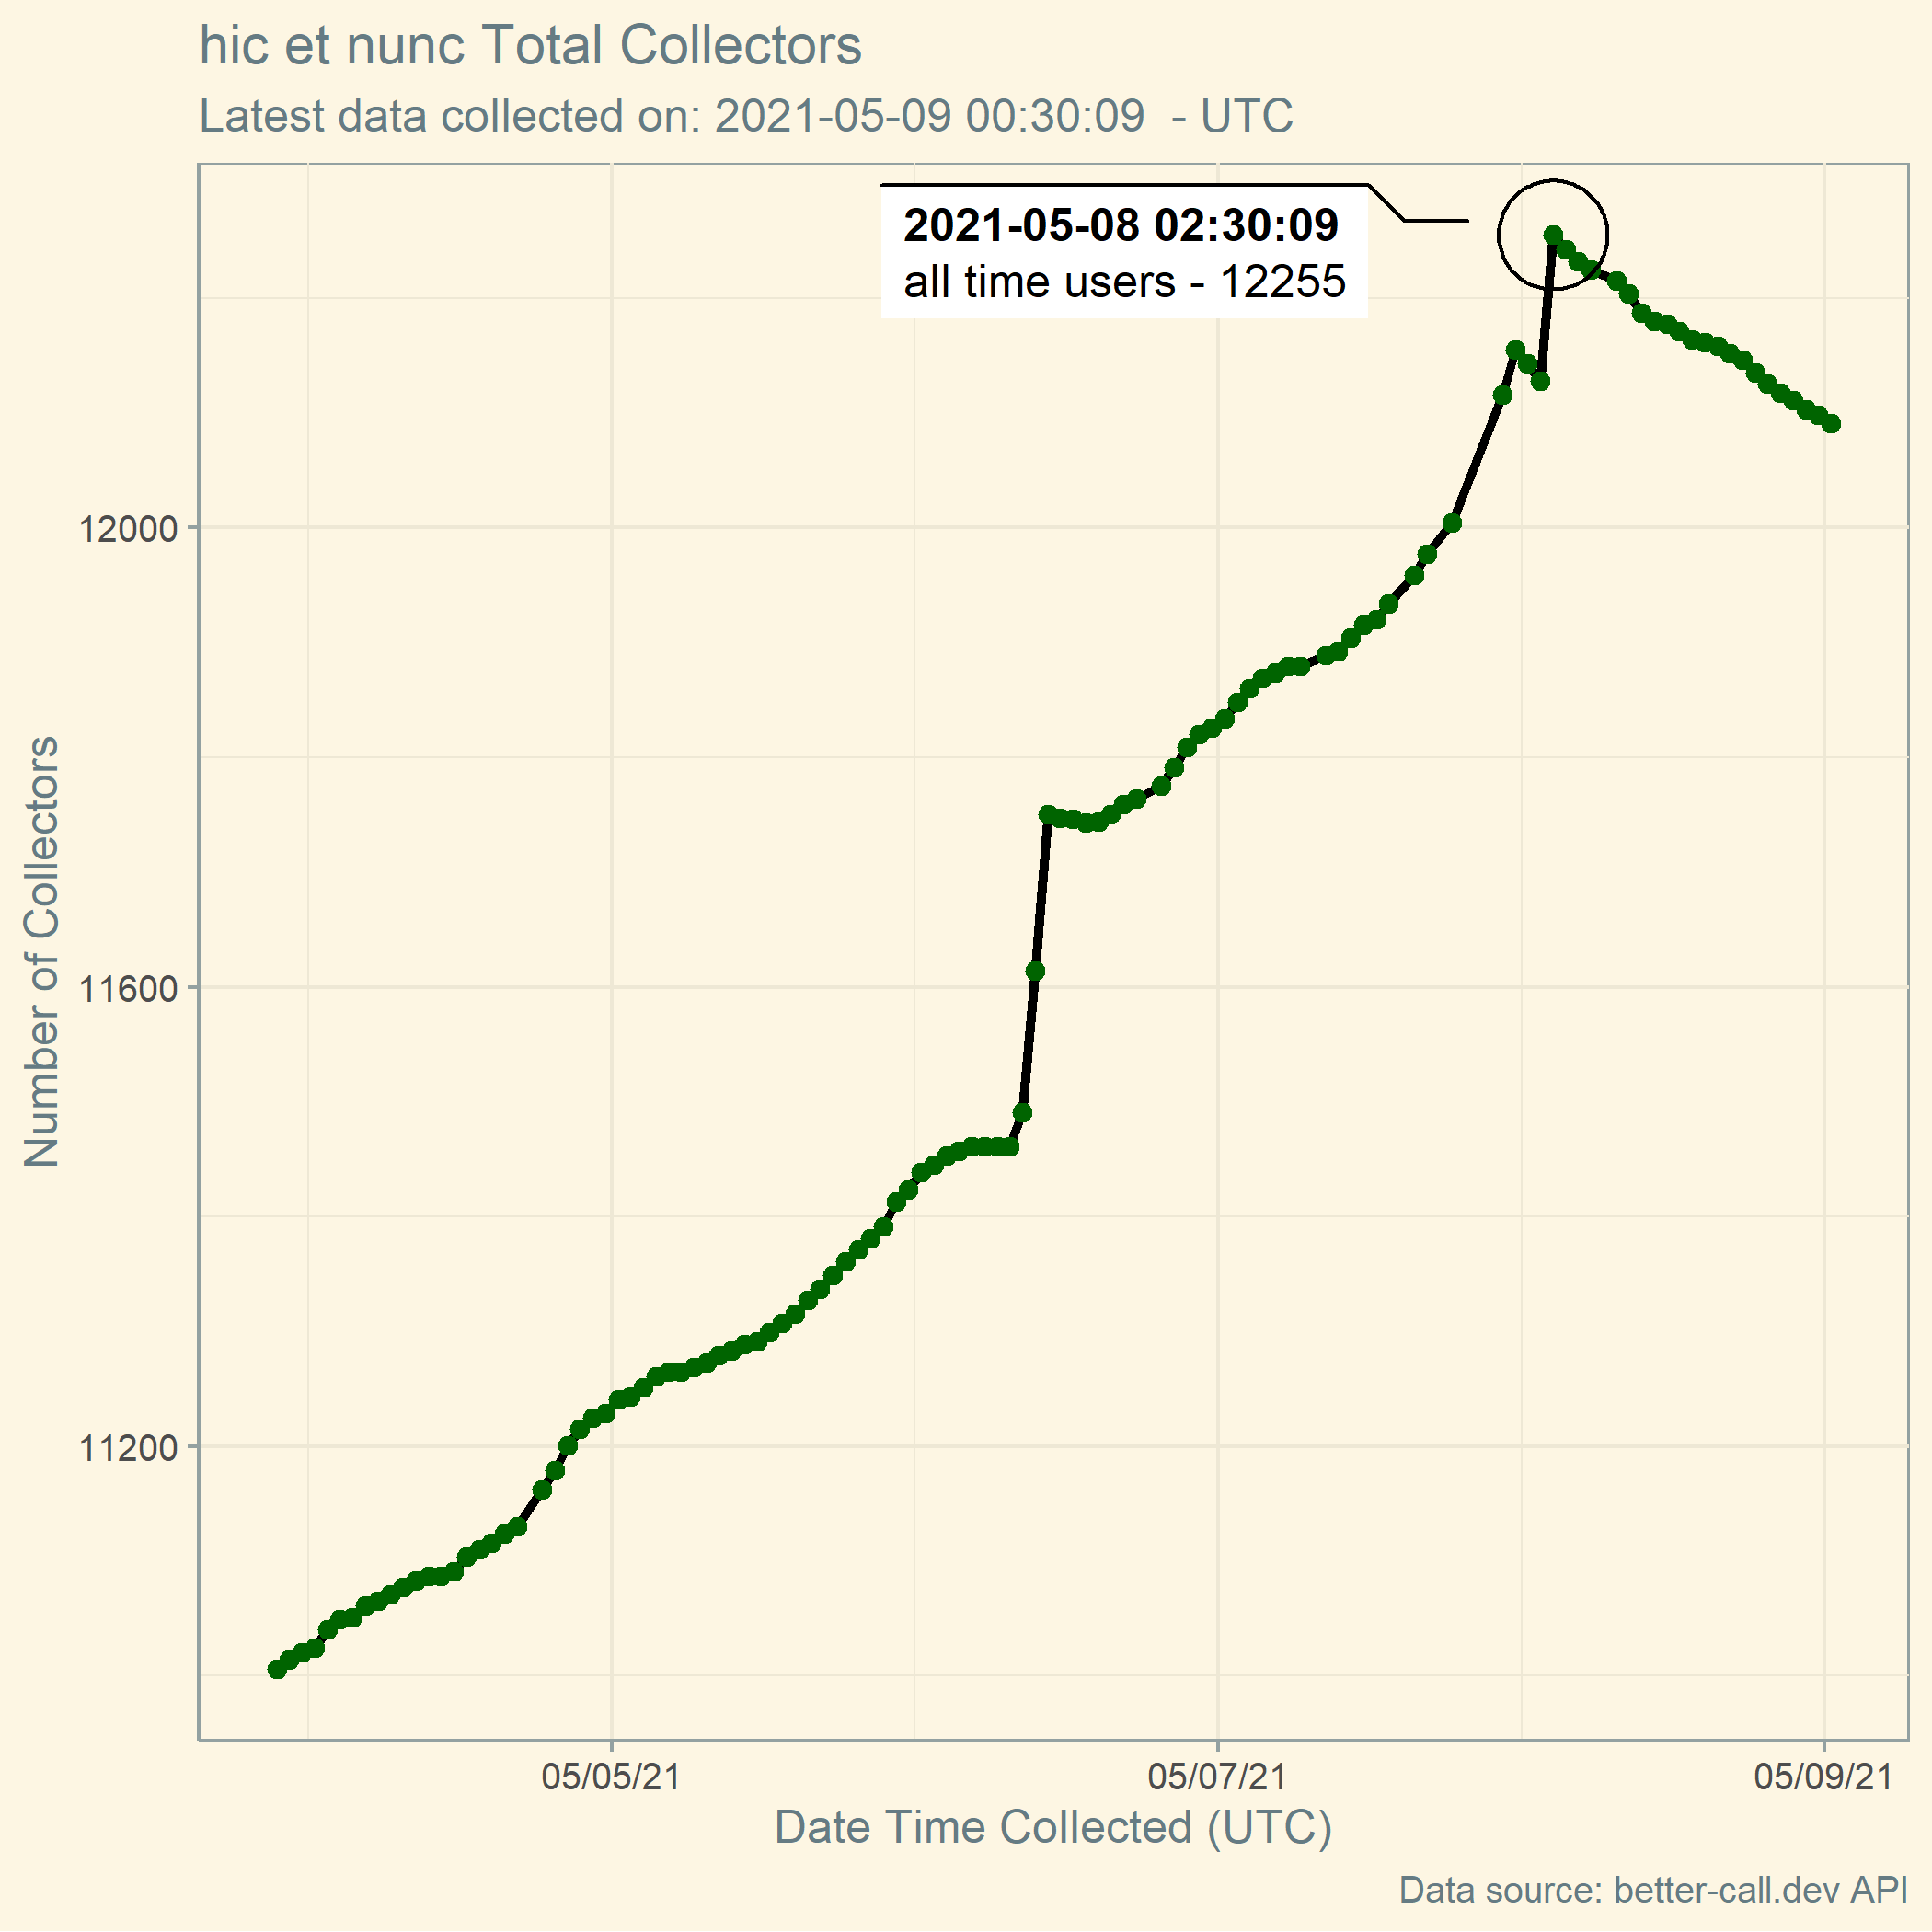 hic et nunc Total Collectors
Latest data collected on: 2021-05-09 00:30:09  - UTC
2021-05-08 02:30:09
all time users - 12255
Number of Collectors
12000
11600
11200
05/05/21
05/07/21
05/09/21
Date Time Collected (UTC)
Data source: better-call.dev API